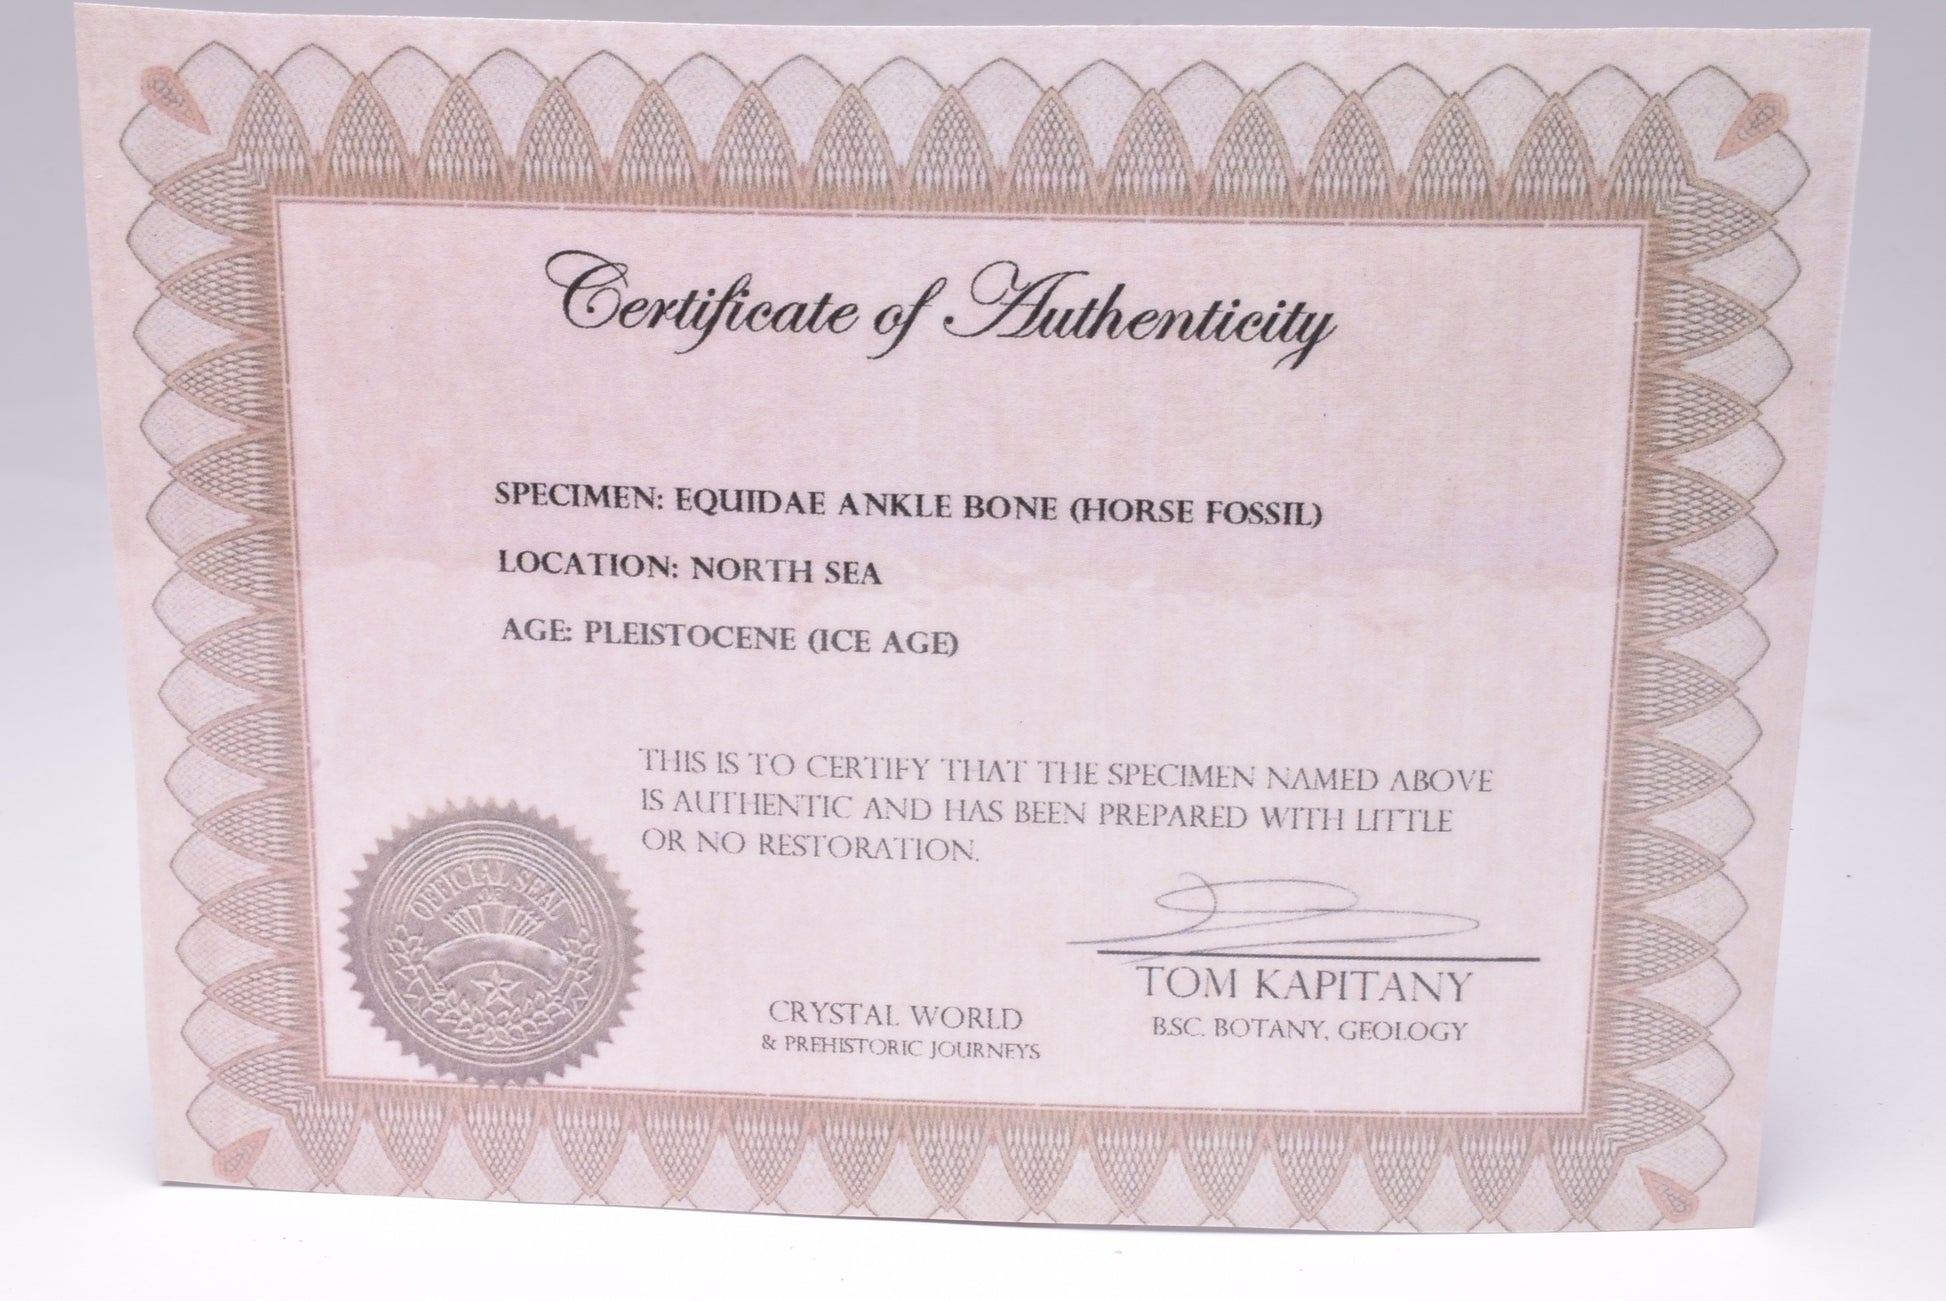 Certificate of Authenticity
SPECIMEN: EQUIDAE ANKLE BONE (HORSE FOSSIL)
LOCATION: NORTH SEA
AGE: PLEISTOCENE (ICE AGE)
THIS IS TO CERTIFY THAT THE SPECIMEN NAMED ABOVE
IS AUTHENTIC AND HAS BEEN PREPARED WITH LITTLE
OR NO RESTORATION.
OFFICIAL SEAL
TOM KAPITANY
B.SC. BOTANY, GEOLOGY
CRYSTAL WORLD
& PREHISTORIC JOURNEYS